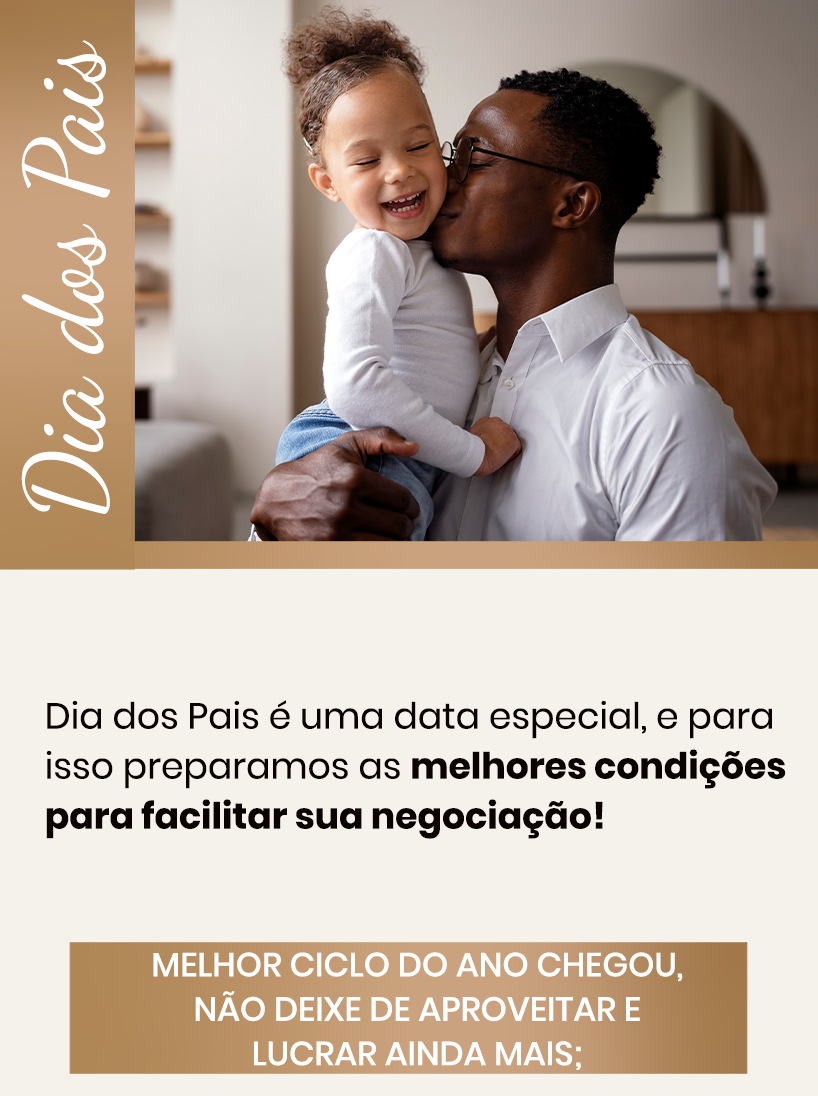 Dia dos Pais
Dia dos Pais é uma data especial, e para
isso preparamos as melhores condições
para facilitar sua negociação!
MELHOR CICLO DO ANO CHEGOU,
NÃO DEIXE DE APROVEITAR E
LUCRAR AINDA MAIS;